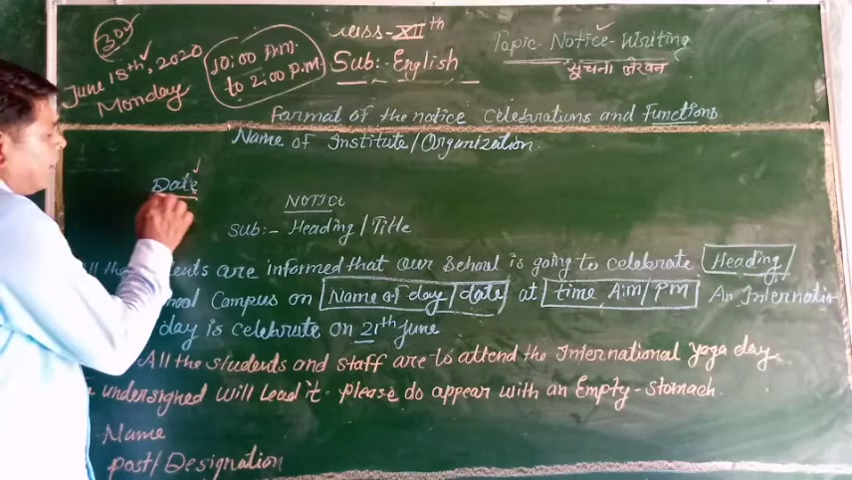 304
June 18th, 2020
Monday
10:00 A.M.
to 2:00 P.M
Class-XIIth
Sub:- English
Topic- Notice-Writing
सूचना लेखन
Format of the notice Celebrations and Functions
Name of Institute/Organization.
Date
NOTICE
Sub:- Heading/Title
are informed that our School is going to celebrate Heading/
Campus on Name of day/date at time A.m/P.M An Internation
day is celebrate on 21th June
All the students and staff are to attend the International yoga day
undersigned will lead it. please do appear with an Empty-stomach.
Name
post/Designation